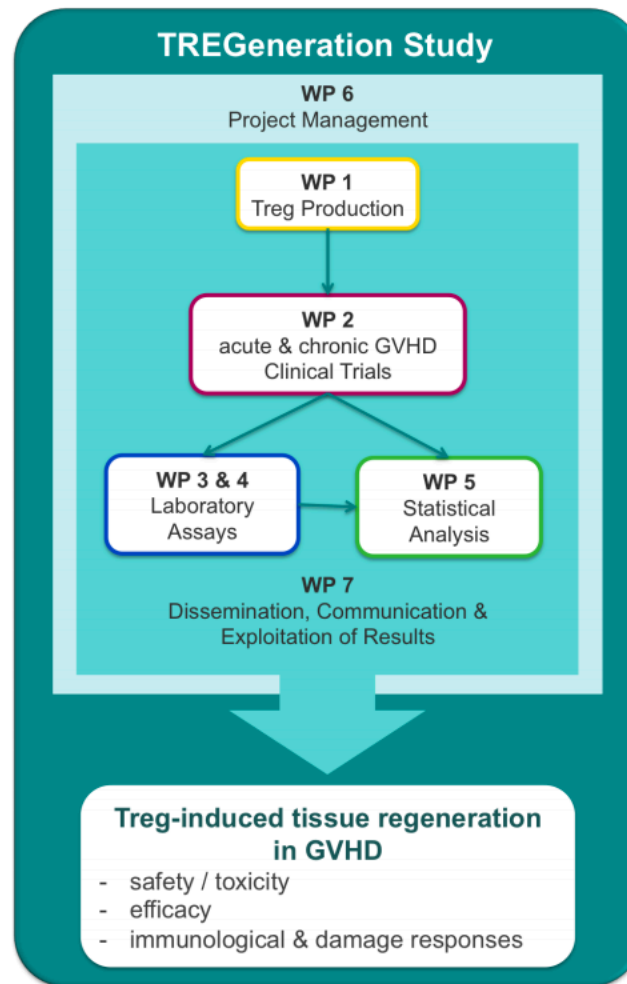 TREGeneration Study
WP 6
Project Management
WP 1
Treg Production
WP 2
acute & chronic GVHD
Clinical Trials
WP 3 & 4
Laboratory
Assays
WP 5
Statistical
Analysis
WP 7
Dissemination, Communication &
Exploitation of Results
Treg-induced tissue regeneration
in GVHD
- safety / toxicity
- efficacy
- immunological & damage responses